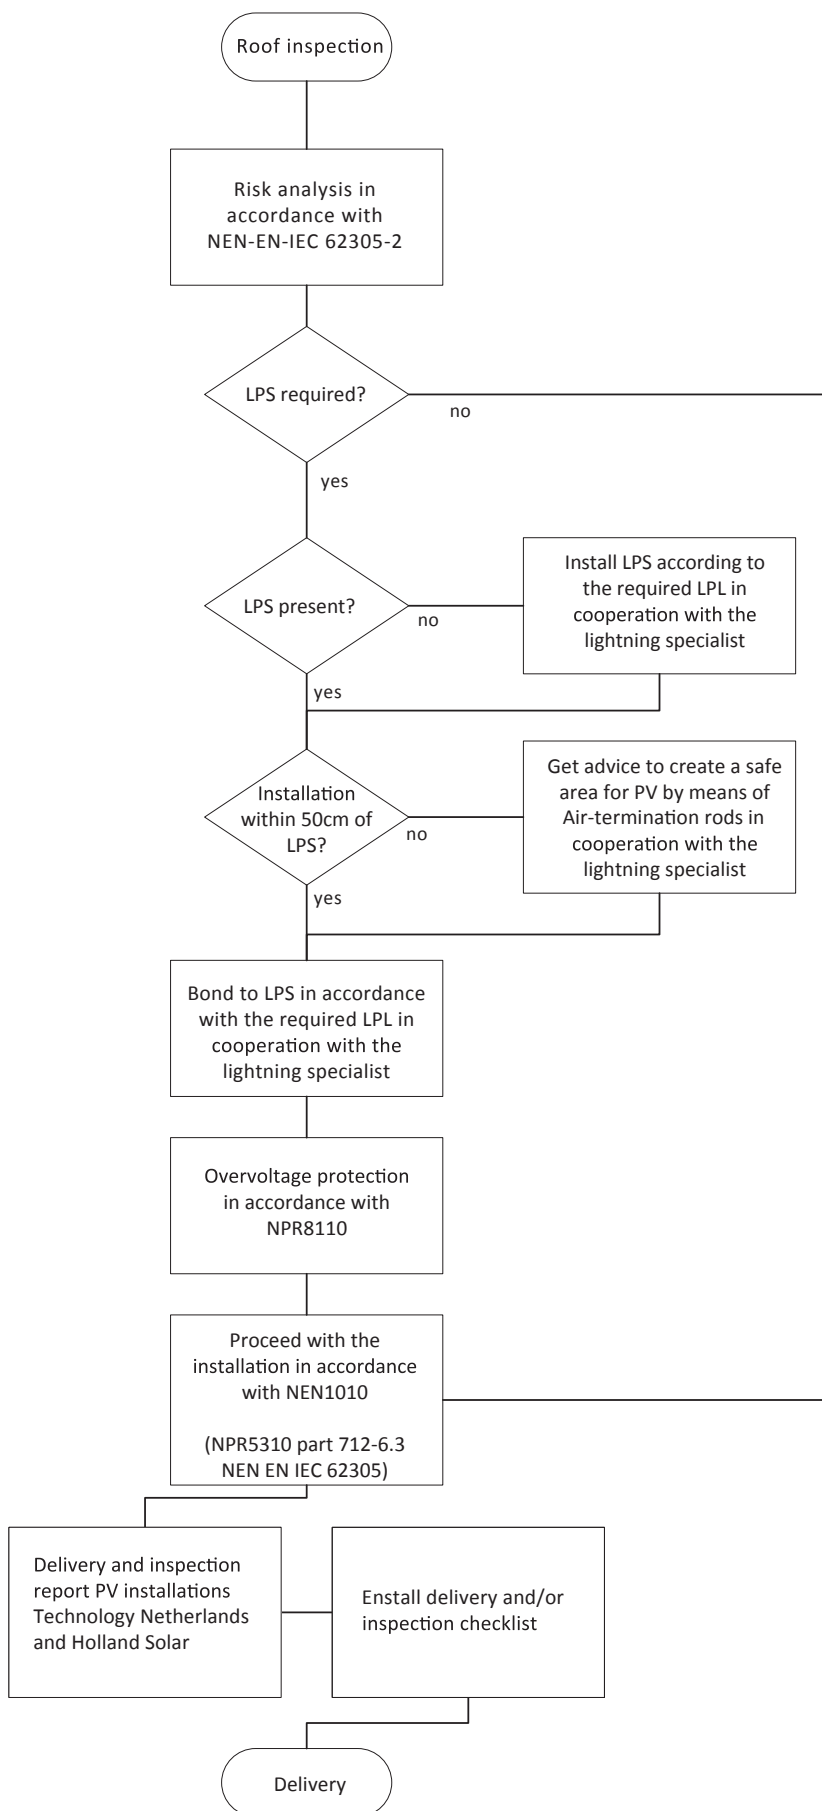 Roof inspection
Risk analysis in
accordance with
NEN-EN-IEC 62305-2
LPS required?
no
yes
LPS present?
no
Install LPS according to
the required LPL in
cooperation with the
lightning specialist
yes
Installation
within 50cm of
LPS?
no
Get advice to create a safe
area for PV by means of
Air-termination rods in
cooperation with the
lightning specialist
yes
Bond to LPS in accordance
with the required LPL in
cooperation with the
lightning specialist
Overvoltage protection
in accordance with
NPR8110
Proceed with the
installation in accordance
with NEN1010
(NPR5310 part 712-6.3
NEN EN IEC 62305)
Delivery and inspection
report PV installations
Technology Netherlands
and Holland Solar
Enstall delivery and/or
inspection checklist
Delivery